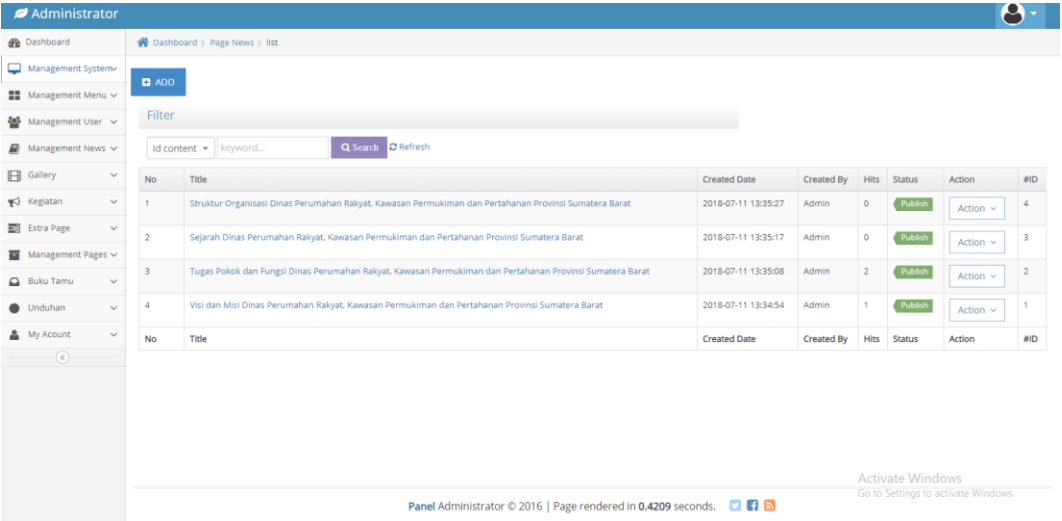 Administrator
Dashboard
Management System
Management Menu
Management User
Management News
Gallery
Kegiatan
Extra Page
Management Pages
Buku Tamu
Unduhan
My Acount
Dashboard > Page News > list
ADD
Filter
Id content keyword... Search Refresh
No Title Created Date Created By Hits Status Action #ID
1 Struktur Organisasi Dinas Perumahan Rakyat, Kawasan Permukiman dan Pertahanan Provinsi Sumatera Barat 2018-07-11 13:35:27 Admin 0 Publish Action 4
2 Sejarah Dinas Perumahan Rakyat, Kawasan Permukiman dan Pertahanan Provinsi Sumatera Barat 2018-07-11 13:35:17 Admin 0 Publish Action 3
3 Tugas Pokok dan Fungsi Dinas Perumahan Rakyat, Kawasan Permukiman dan Pertahanan Provinsi Sumatera Barat 2018-07-11 13:35:08 Admin 2 Publish Action 2
4 Visi dan Misi Dinas Perumahan Rakyat, Kawasan Permukiman dan Pertahanan Provinsi Sumatera Barat 2018-07-11 13:34:54 Admin 1 Publish Action 1
No Title Created Date Created By Hits Status Action #ID
Activate Windows
Go to Settings to activate Windows.
Panel Administrator © 2016 | Page rendered in 0.4209 seconds.